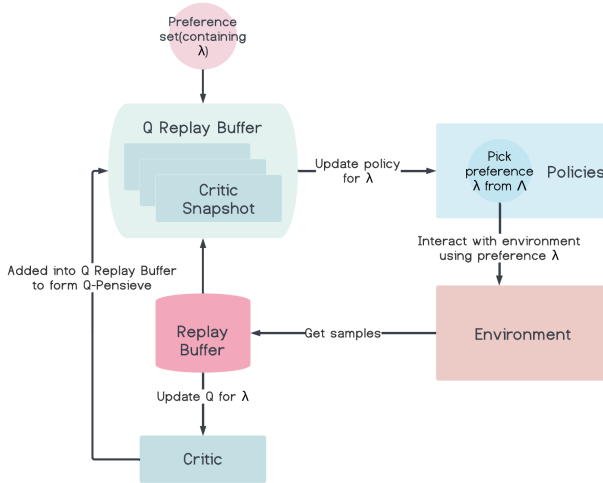 Preference
set(containing
λ)
Q Replay Buffer
Critic
Snapshot
Update policy
for λ
Pick
preference
λ from Λ
Policies
Interact with environment
using preference λ
Added into Q Replay Buffer
to form Q-Pensieve
Replay
Buffer
Get samples
Environment
Update Q for λ
Critic